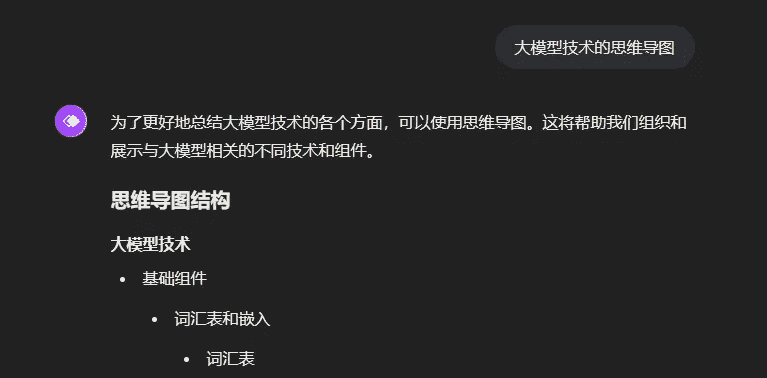 大模型技术的思维导图
为了更好地总结大模型技术的各个方面，可以使用思维导图。这将帮助我们组织和
展示与大模型相关的不同技术和组件。
思维导图结构
大模型技术
• 基础组件
• 词汇表和嵌入
• 词汇表